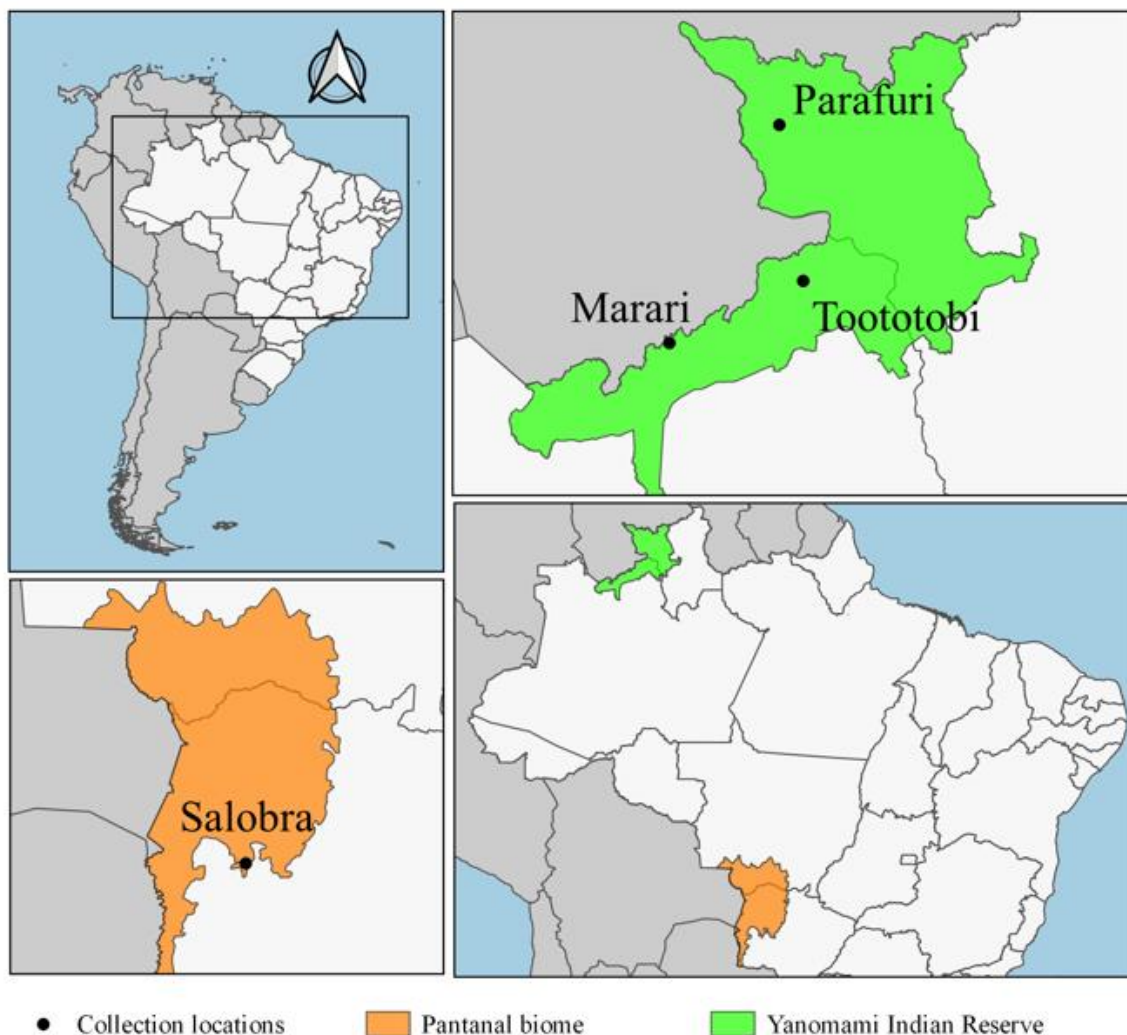 Parafuri
Marari
Toototobi
Salobra
Collection locations
Pantanal biome
Yanomami Indian Reserve